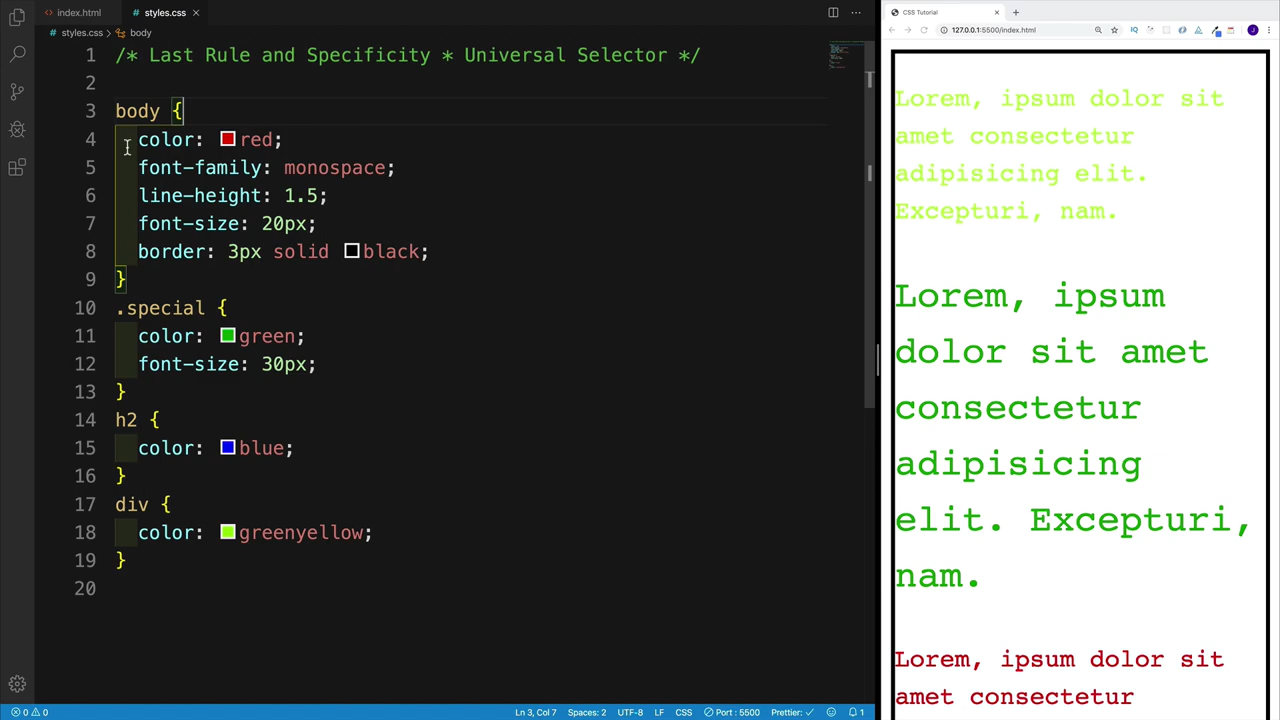 index.html
styles.css
styles.css > body
1 /* Last Rule and Specificity * Universal Selector */
2
3 body {
4 color: red;
5 font-family: monospace;
6 line-height: 1.5;
7 font-size: 20px;
8 border: 3px solid black;
9 }
10 .special {
11 color: green;
12 font-size: 30px;
13 }
14 h2 {
15 color: blue;
16 }
17 div {
18 color: greenyellow;
19 }
20
0 0
Ln 3, Col 7
Spaces: 2
UTF-8
LF
CSS
Port : 5500
Prettier: ✓
1
CSS Tutorial
127.0.0.1:5500/index.html
IQ
J
Lorem, ipsum dolor sit
amet consectetur
adipisicing elit.
Excepturi, nam.
Lorem, ipsum
dolor sit amet
consectetur
adipisicing
elit. Excepturi,
nam.
Lorem, ipsum dolor sit
amet consectetur